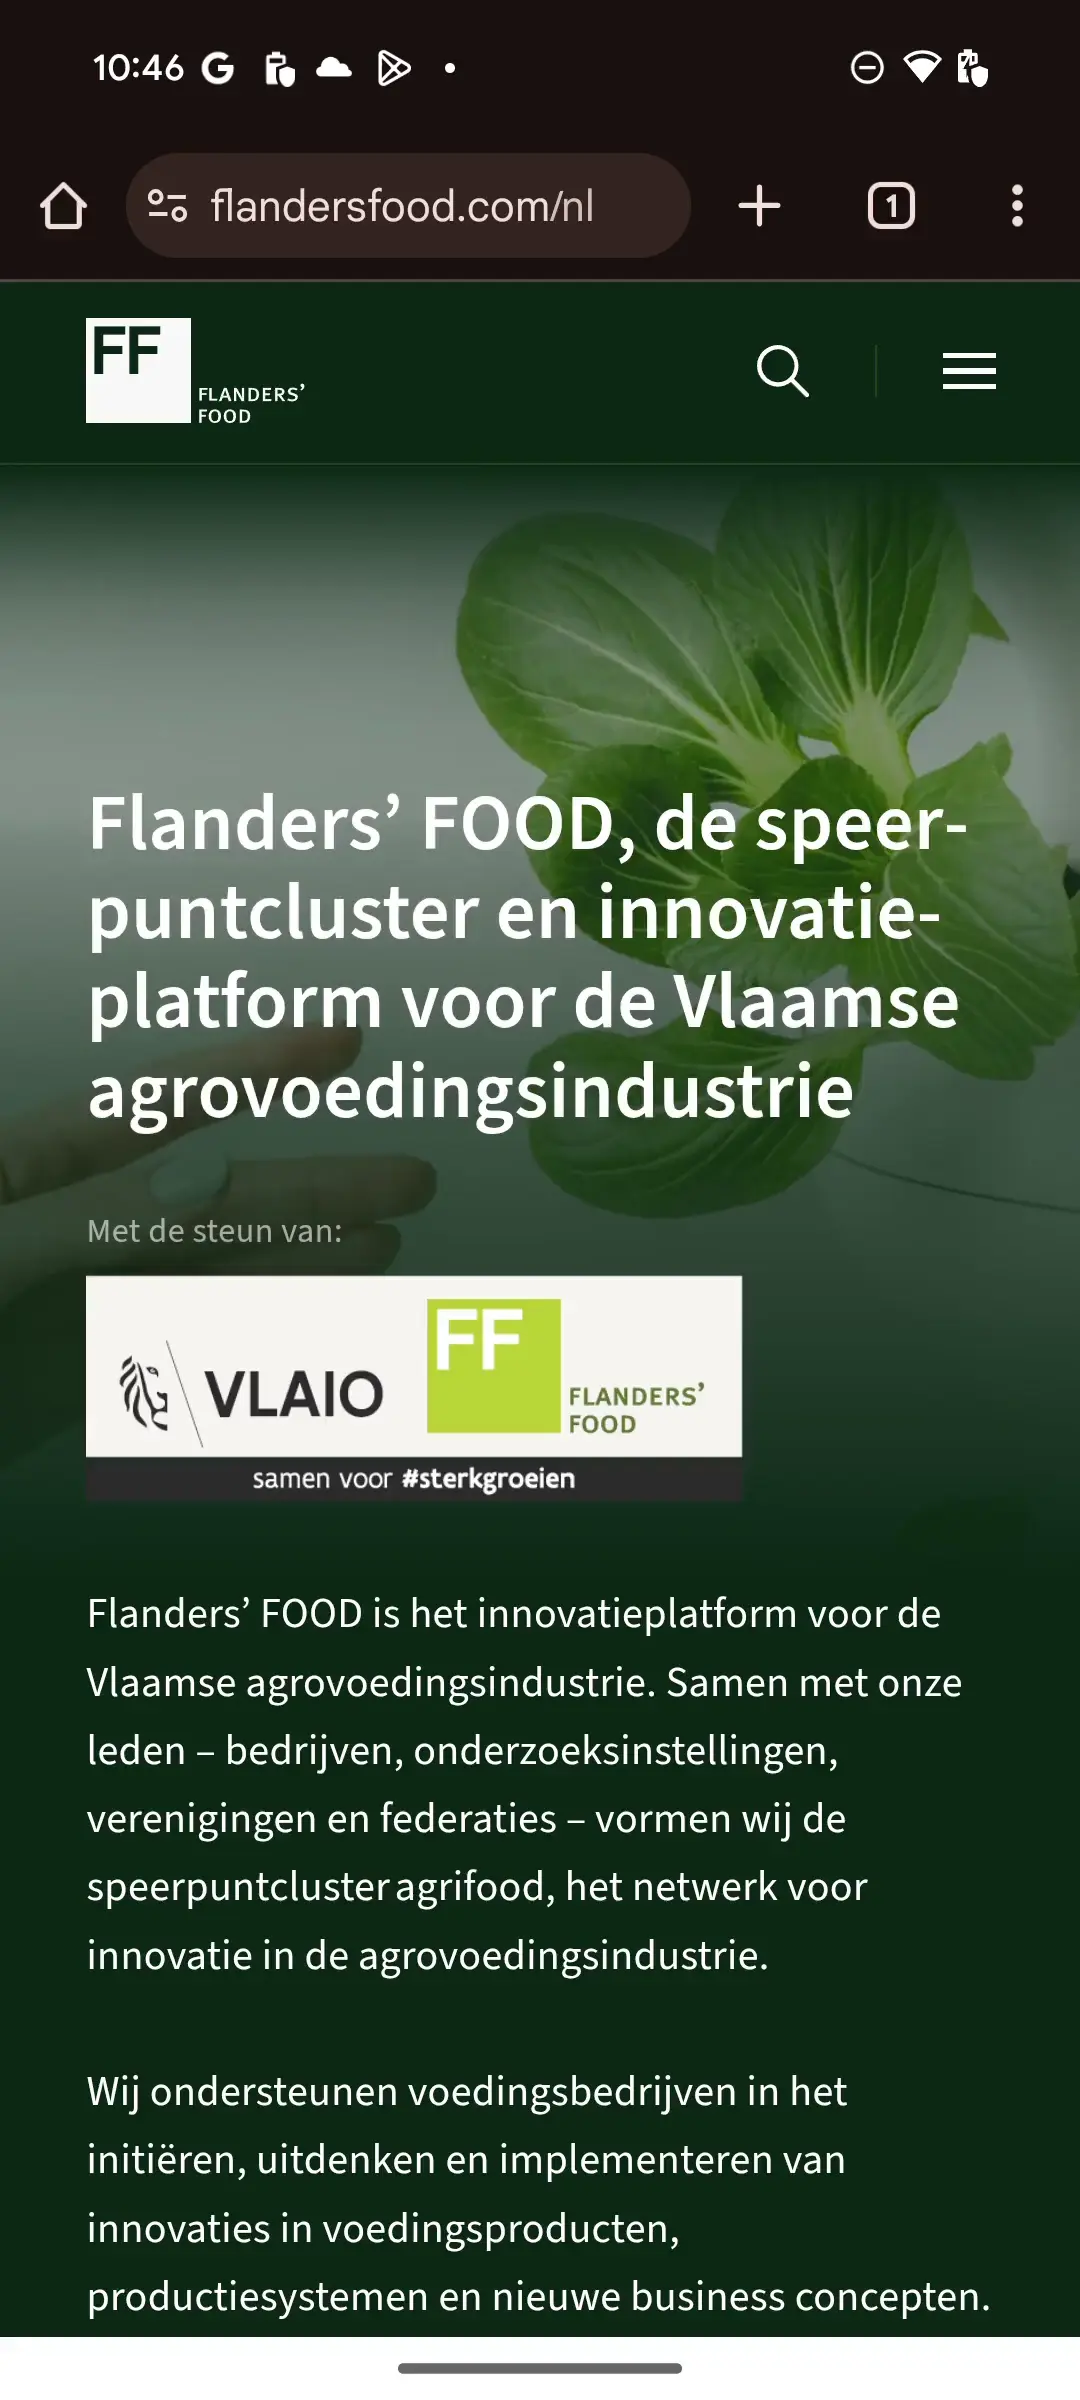 10:46
flandersfood.com/nl
1
FF
FLANDERS’
FOOD
Flanders’ FOOD, de speer-
puntcluster en innovatie-
platform voor de Vlaamse
agrovoedingsindustrie
Met de steun van:
VLAIO
FF
FLANDERS’
FOOD
samen voor #sterkgroeien
Flanders’ FOOD is het innovatieplatform voor de
Vlaamse agrovoedingsindustrie. Samen met onze
leden – bedrijven, onderzoeksinstellingen,
verenigingen en federaties – vormen wij de
speerpuntcluster agrifood, het netwerk voor
innovatie in de agrovoedingsindustrie.
Wij ondersteunen voedingsbedrijven in het
initiëren, uitdenken en implementeren van
innovaties in voedingsproducten,
productiesystemen en nieuwe business concepten.